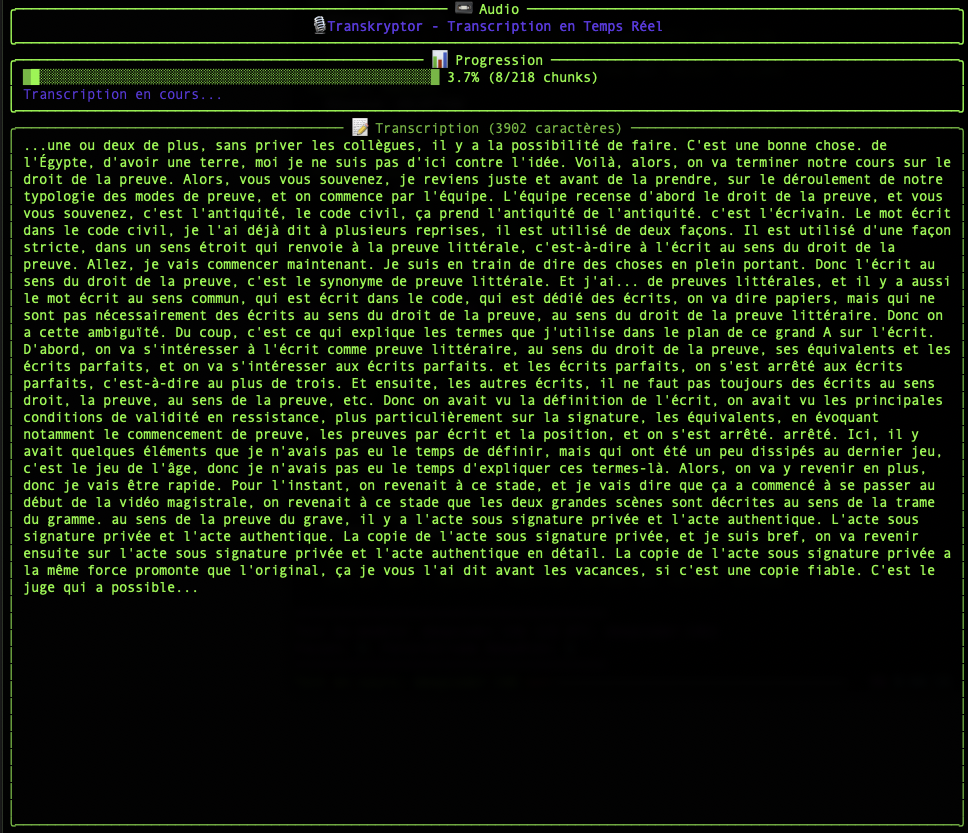 Audio
Transkryptor - Transcription en Temps Réel
Progression
3.7% (8/218 chunks)
Transcription en cours...
Transcription (3902 caractères)
...une ou deux de plus, sans priver les collègues, il y a la possibilité de faire. C'est une bonne chose. de
l'Égypte, d'avoir une terre, moi je ne suis pas d'ici contre l'idée. Voilà, alors, on va terminer notre cours sur le
droit de la preuve. Alors, vous vous souvenez, je reviens juste et avant de la prendre, sur le déroulement de notre
typologie des modes de preuve, et on commence par l'équipe. L'équipe recense d'abord le droit de la preuve, et vous
vous souvenez, c'est l'antiquité, le code civil, ça prend l'antiquité de l'antiquité. c'est l'écrivain. Le mot écrit
dans le code civil, je l'ai déjà dit à plusieurs reprises, il est utilisé de deux façons. Il est utilisé d'une façon
stricte, dans un sens étroit qui renvoie à la preuve littérale, c'est-à-dire à l'écrit au sens du droit de la
preuve. Allez, je vais commencer maintenant. Je suis en train de dire des choses en plein portant. Donc l'écrit au
sens du droit de la preuve, c'est le synonyme de preuve littérale. Et j'ai... de preuves littérales, et il y a aussi
le mot écrit au sens commun, qui est écrit dans le code, qui est dédié des écrits, on va dire papiers, mais qui ne
sont pas nécessairement des écrits au sens du droit de la preuve, au sens du droit de la preuve littéraire. Donc on
a cette ambiguïté. Du coup, c'est ce qui explique les termes que j'utilise dans le plan de ce grand A sur l'écrit.
D'abord, on va s'intéresser à l'écrit comme preuve littéraire, au sens du droit de la preuve, ses équivalents et les
écrits parfaits, et on va s'intéresser aux écrits parfaits. et les écrits parfaits, on s'est arrêté aux écrits
parfaits, c'est-à-dire au plus de trois. Et ensuite, les autres écrits, il ne faut pas toujours des écrits au sens
droit, la preuve, au sens de la preuve, etc. Donc on avait vu la définition de l'écrit, on avait vu les principales
conditions de validité en ressistance, plus particulièrement sur la signature, les équivalents, en évoquant
notamment le commencement de preuve, les preuves par écrit et la position, et on s'est arrêté. arrêté. Ici, il y
avait quelques éléments que je n'avais pas eu le temps de définir, mais qui ont été un peu dissipés au dernier jeu,
c'est le jeu de l'âge, donc je n'avais pas eu le temps d'expliquer ces termes-là. Alors, on va y revenir en plus,
donc je vais être rapide. Pour l'instant, on revenait à ce stade, et je vais dire que ça a commencé à se passer au
début de la vidéo magistrale, on revenait à ce stade que les deux grandes scènes sont décrites au sens de la trame
du gramme. au sens de la preuve du grave, il y a l'acte sous signature privée et l'acte authentique. L'acte sous
signature privée et l'acte authentique. La copie de l'acte sous signature privée, et je suis bref, on va revenir
ensuite sur l'acte sous signature privée et l'acte authentique en détail. La copie de l'acte sous signature privée a
la même force promonte que l'original, ça je vous l'ai dit avant les vacances, si c'est une copie fiable. C'est le
juge qui a possible...